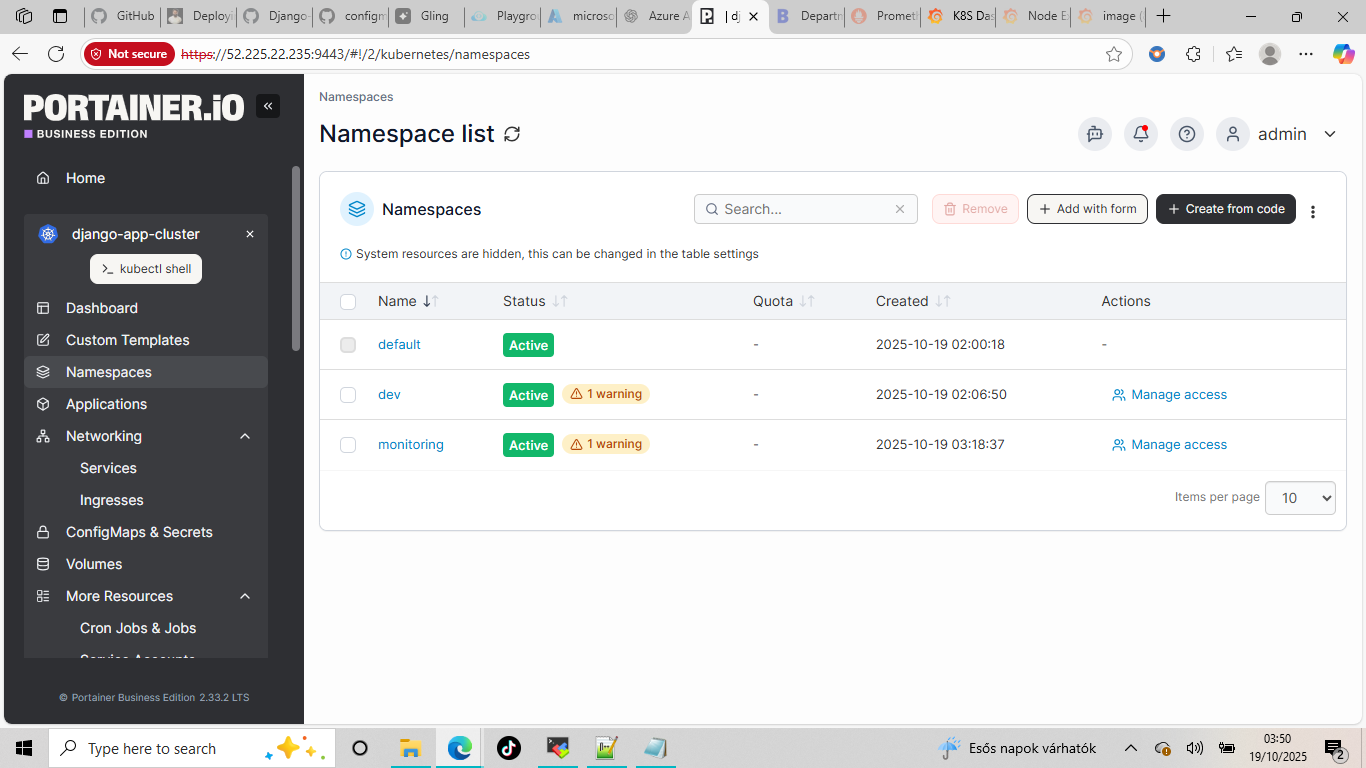 GitHub
Deployi
Django-
configm
Gling
Playgro
microso
Azure A
| dj
Departm
Prometh
K8S Das
Node E
image (
Not secure
https://52.225.22.235:9443/#!/2/kubernetes/namespaces
PORTAINER.iO
BUSINESS EDITION
Home
django-app-cluster
kubectl shell
Dashboard
Custom Templates
Namespaces
Applications
Networking
Services
Ingresses
ConfigMaps & Secrets
Volumes
More Resources
Cron Jobs & Jobs
Service Accounts
© Portainer Business Edition 2.33.2 LTS
Namespaces
Namespace list
admin
Namespaces
Search...
Remove
Add with form
Create from code
System resources are hidden, this can be changed in the table settings
Name Status Quota Created Actions
default Active - 2025-10-19 02:00:18 -
dev Active 1 warning - 2025-10-19 02:06:50 Manage access
monitoring Active 1 warning - 2025-10-19 03:18:37 Manage access
Items per page 10
Type here to search
Esős napok várhatók
03:50
19/10/2025
2